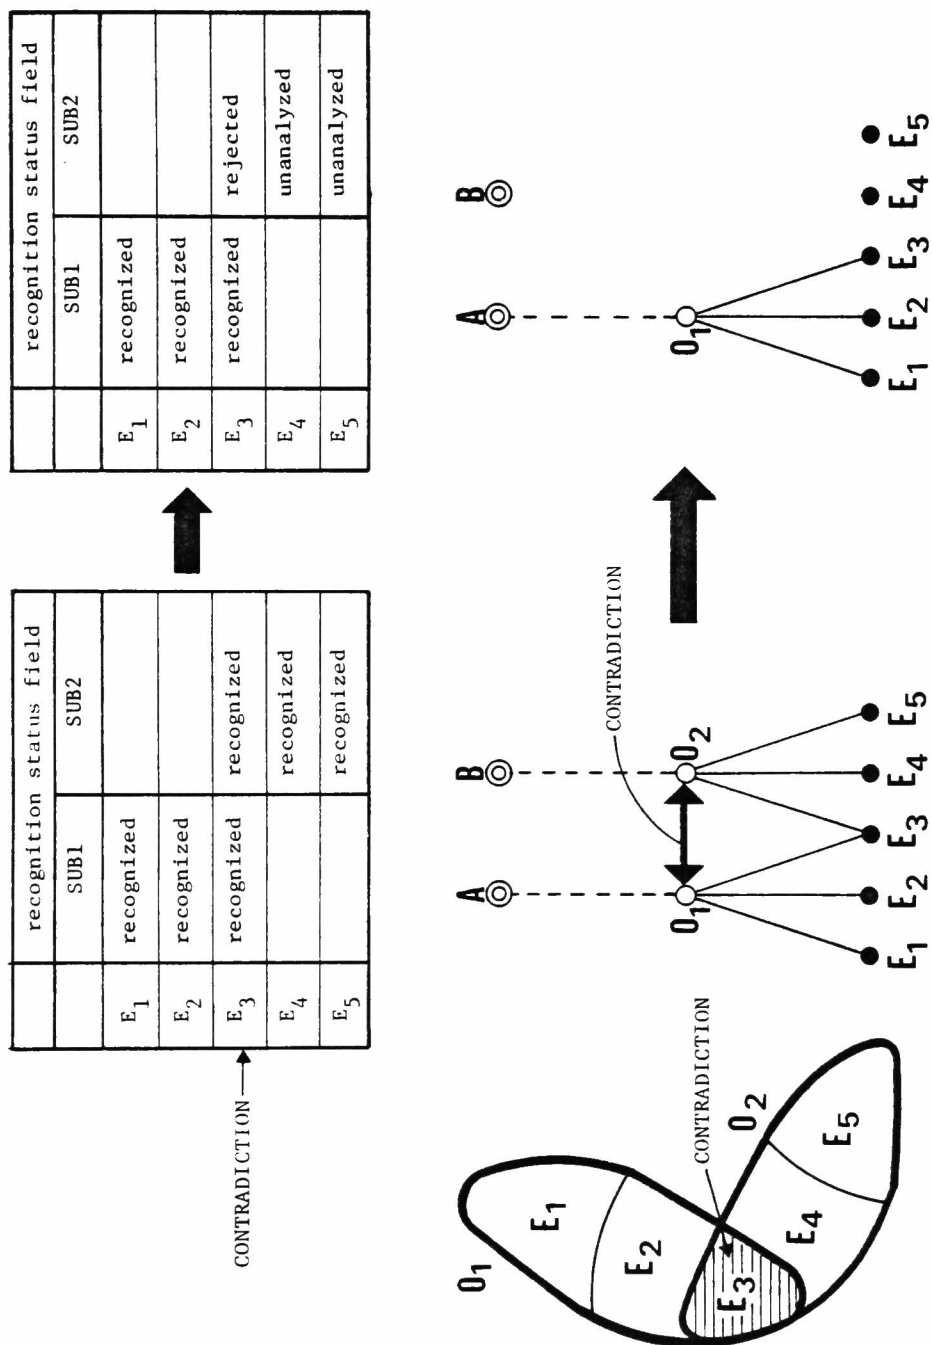 recognition status field
SUB1 SUB2
E1 recognized
E2 recognized
E3 recognized recognized
E4 recognized
E5 recognized
CONTRADICTION
recognition status field
SUB1 SUB2
E1 recognized
E2 recognized
E3 recognized rejected
E4 unanalyzed
E5 unanalyzed
O1
E1
E2
E3
CONTRADICTION
O2
E4
E5
A B
CONTRADICTION
O1 O2
E1 E2 E3 E4 E5
A B
O1
E1 E2 E3 E4 E5